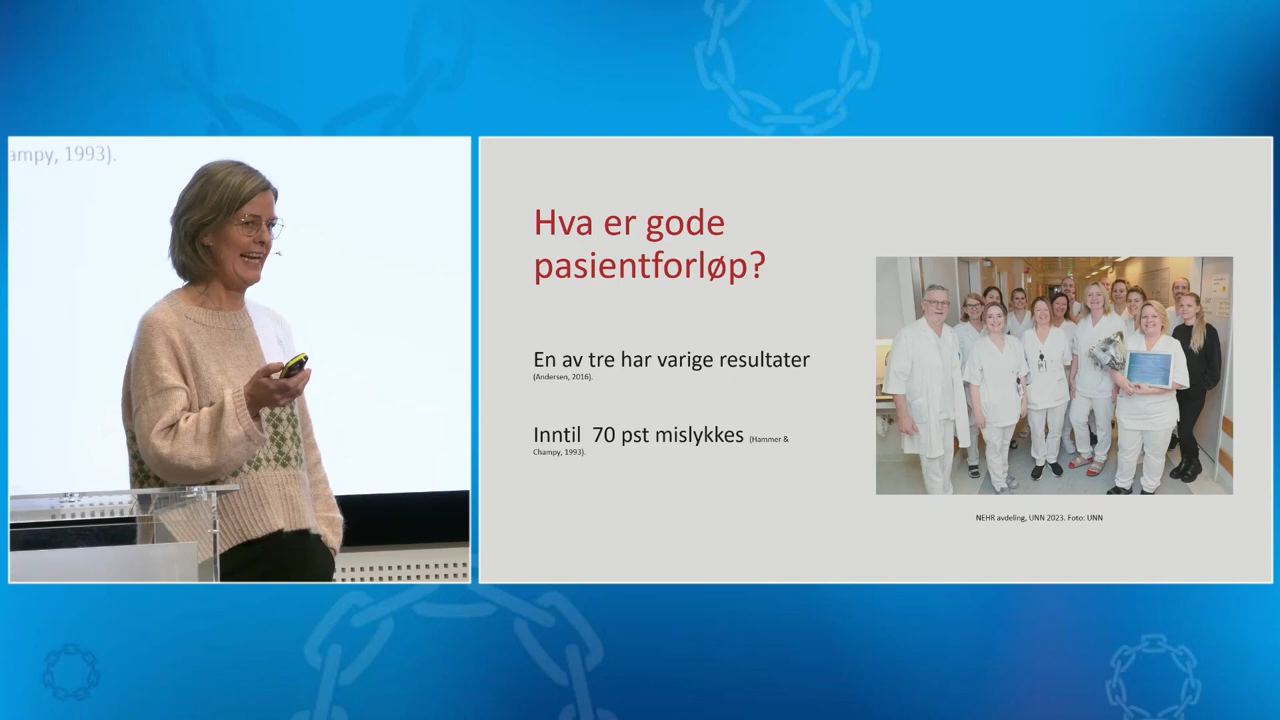 ampy, 1993).
Hva er gode
pasientforløp?
En av tre har varige resultater
(Andersen, 2016).
Inntil 70 pst mislykkes (Hammer &
Champy, 1993).
NEHR avdeling, UNN 2023. Foto: UNN